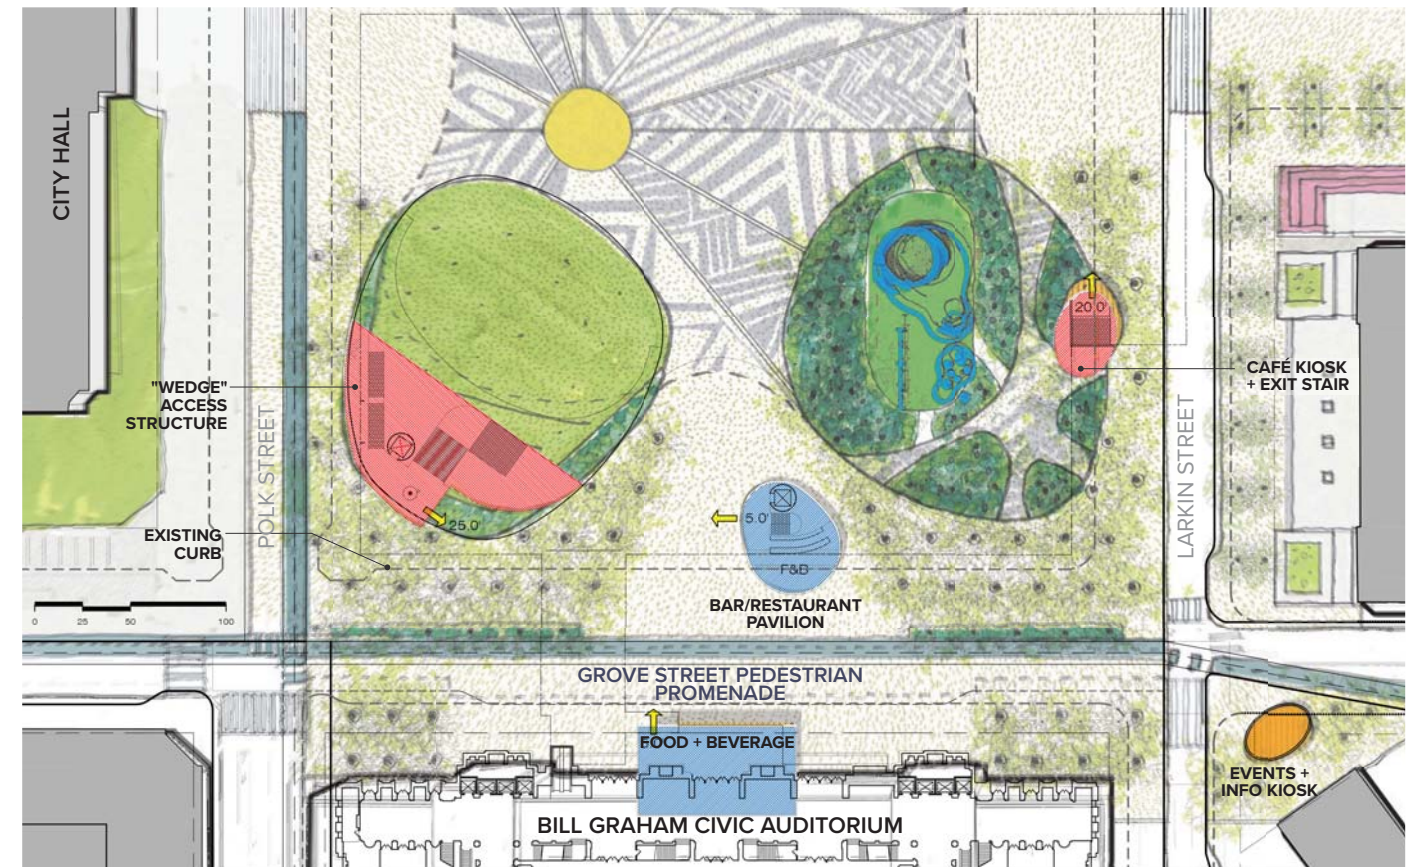 CITY HALL
20.0'
"WEDGE"
ACCESS
STRUCTURE
CAFÉ KIOSK
+ EXIT STAIR
POLK STREET
LARKIN STREET
25.0'
5.0'
EXISTING
CURB
F&B
BAR/RESTAURANT
PAVILION
0 25 50 100
GROVE STREET PEDESTRIAN
PROMENADE
FOOD + BEVERAGE
EVENTS +
INFO KIOSK
BILL GRAHAM CIVIC AUDITORIUM